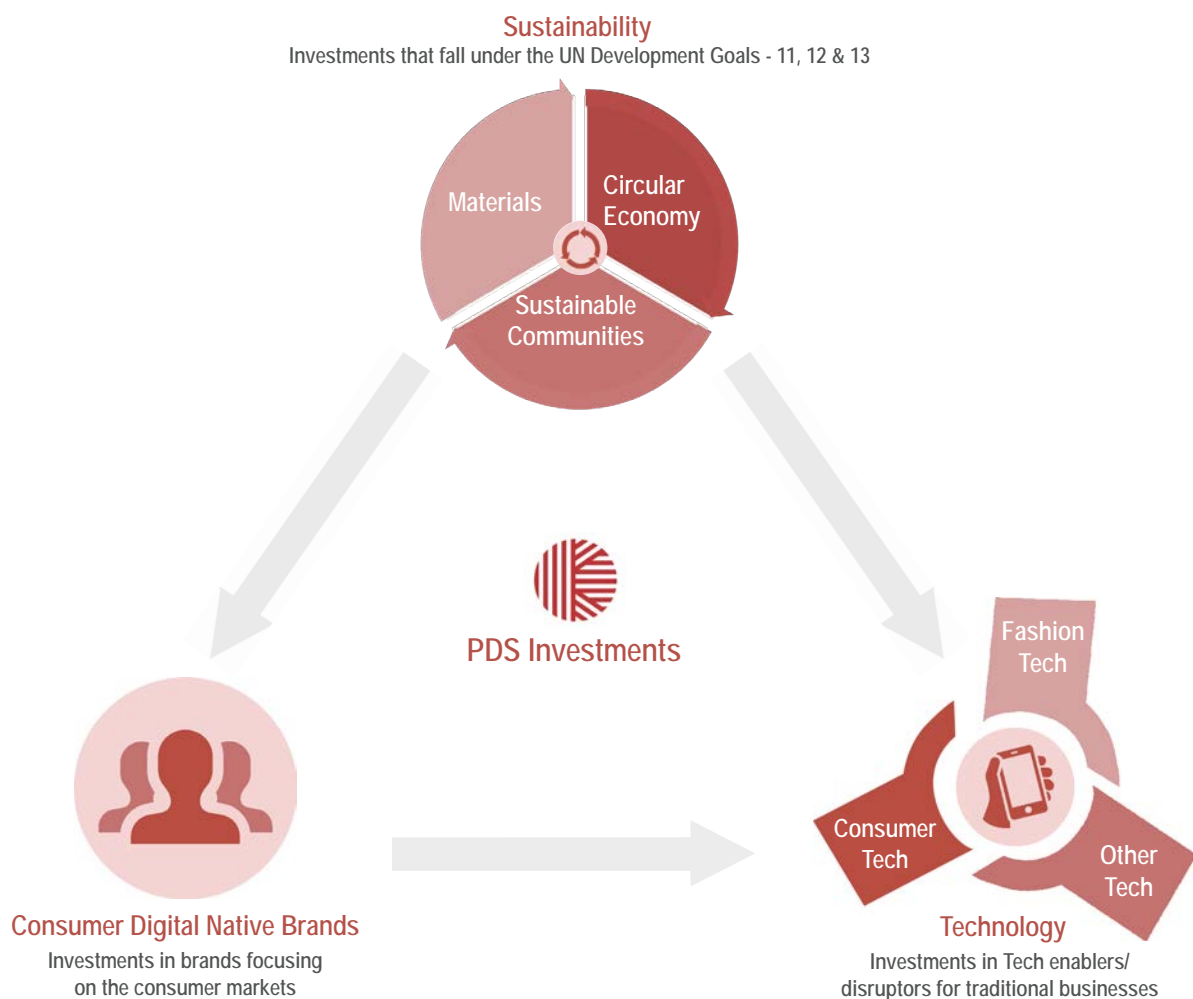 Sustainability
Investments that fall under the UN Development Goals - 11, 12 & 13
Materials
Circular
Economy
Sustainable
Communities
PDS Investments
Fashion
Tech
Consumer
Tech
Other
Tech
Consumer Digital Native Brands
Investments in brands focusing
on the consumer markets
Technology
Investments in Tech enablers/
disruptors for traditional businesses